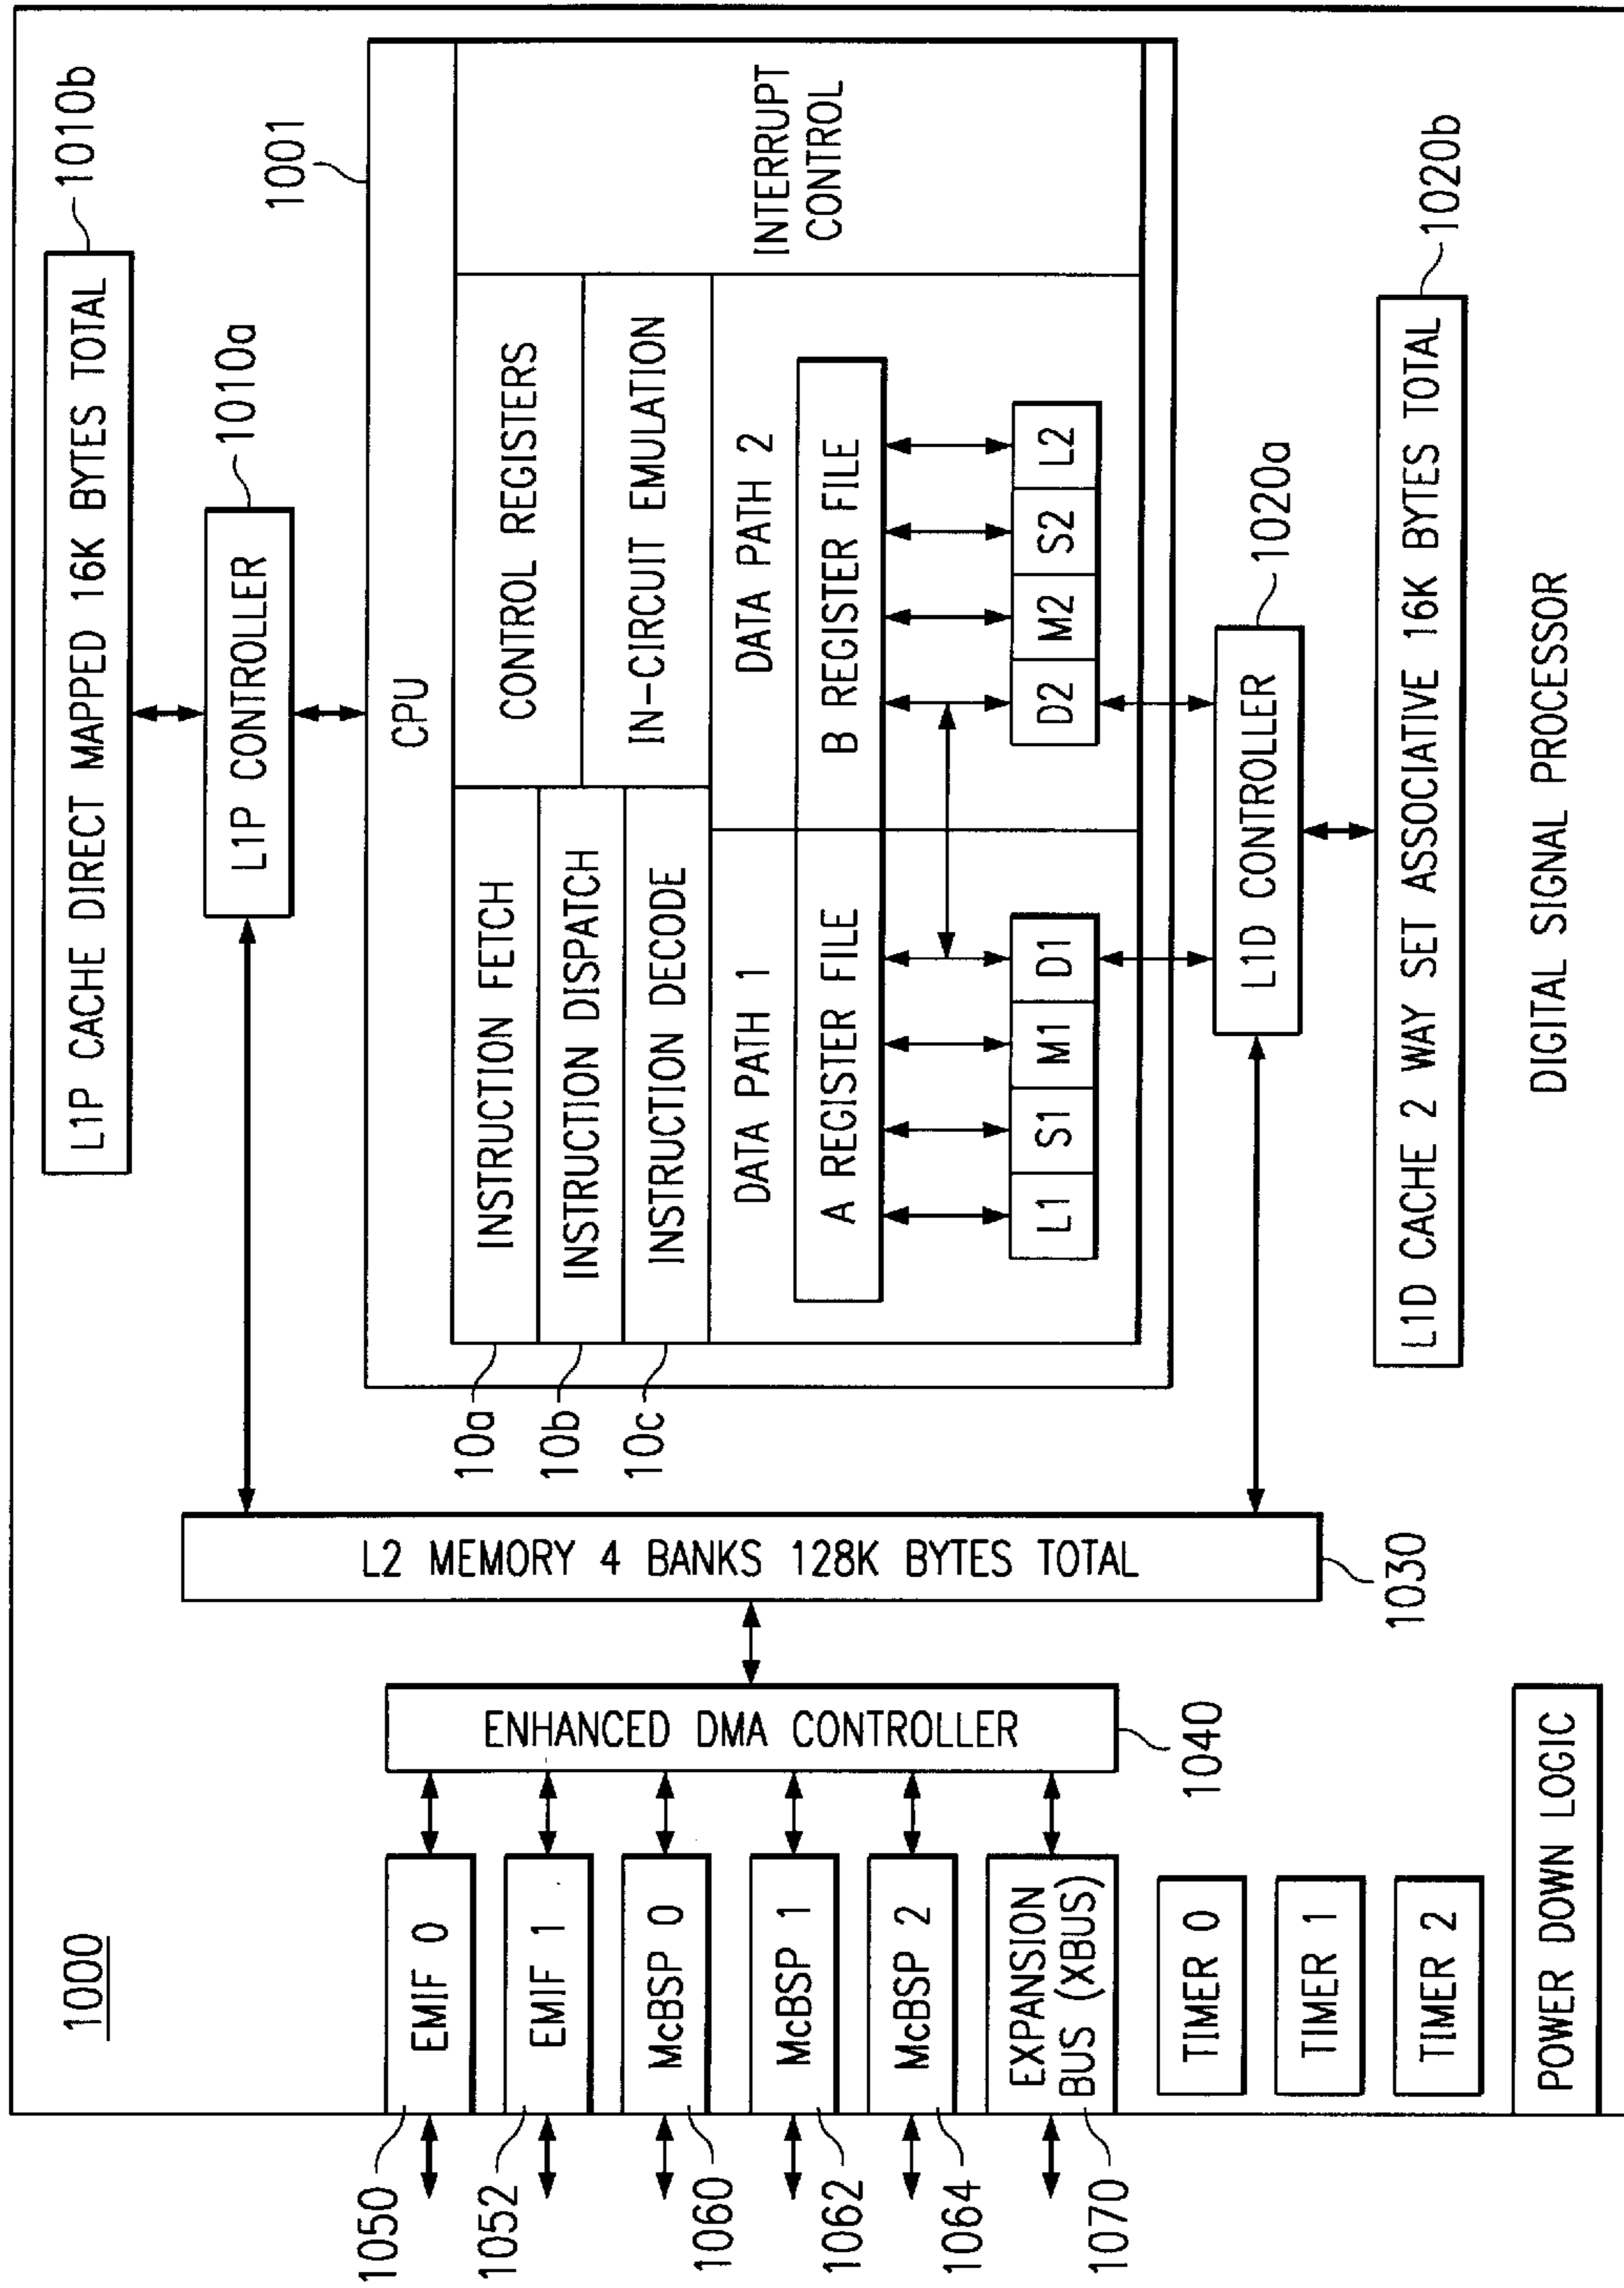 1000
L1P CACHE DIRECT MAPPED 16K BYTES TOTAL
1010b
L1P CONTROLLER
1010a
1001
CPU
INSTRUCTION FETCH
INSTRUCTION DISPATCH
INSTRUCTION DECODE
10a
10b
10c
CONTROL REGISTERS
IN-CIRCUIT EMULATION
INTERRUPT
CONTROL
DATA PATH 1
DATA PATH 2
A REGISTER FILE
B REGISTER FILE
L1
S1
M1
D1
D2
M2
S2
L2
L1D CONTROLLER
1020a
L1D CACHE 2 WAY SET ASSOCIATIVE 16K BYTES TOTAL
1020b
L2 MEMORY 4 BANKS 128K BYTES TOTAL
1030
ENHANCED DMA CONTROLLER
1040
1050
EMIF 0
1052
EMIF 1
1060
McBSP 0
1062
McBSP 1
1064
McBSP 2
1070
EXPANSION
BUS (XBUS)
TIMER 0
TIMER 1
TIMER 2
POWER DOWN LOGIC
DIGITAL SIGNAL PROCESSOR